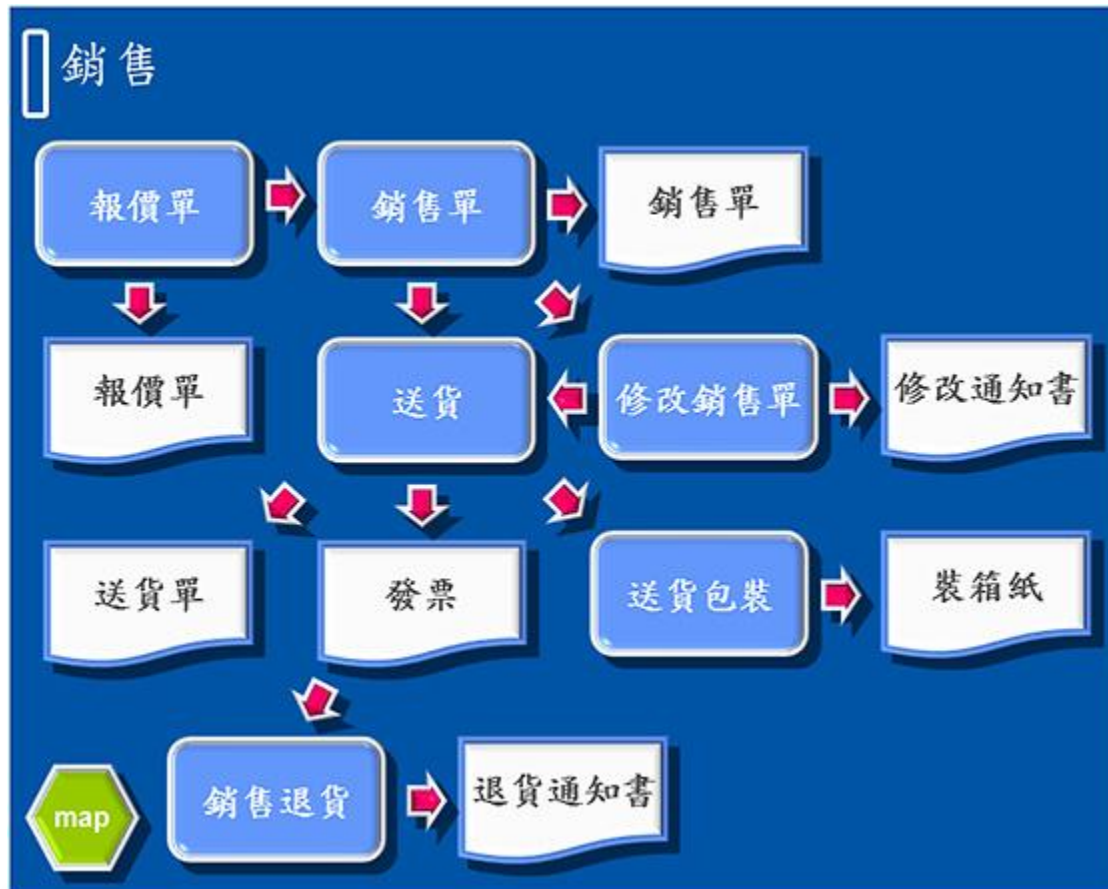 銷售
報價單
銷售單
銷售單
報價單
送貨
修改銷售單
修改通知書
送貨單
發票
送貨包裝
裝箱紙
map
銷售退貨
退貨通知書